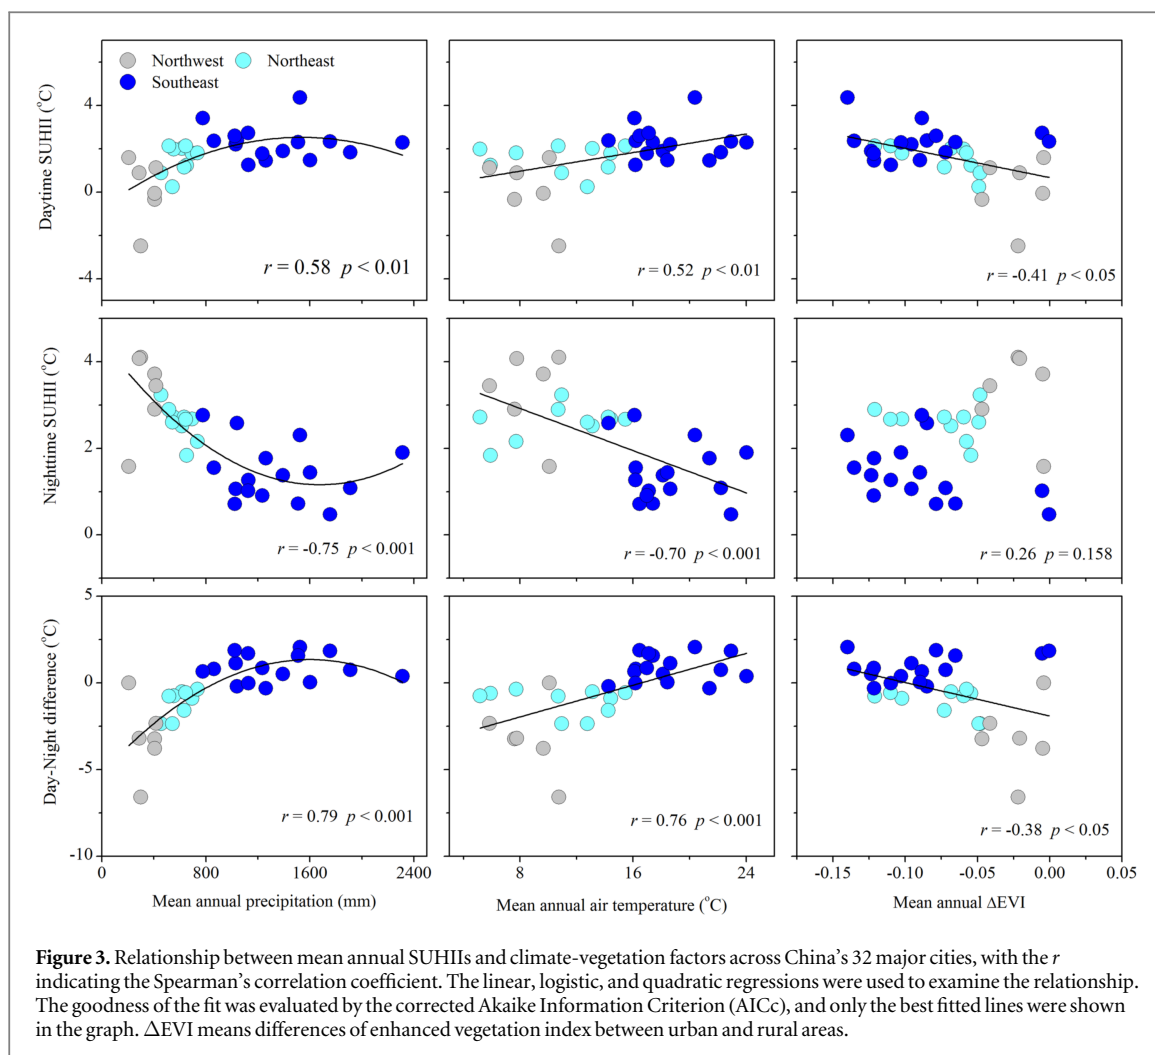 Northwest Northeast
Southeast
Daytime SUHII (°C)
4
0
-4
r = 0.58 p < 0.01
r = 0.52 p < 0.01
r = -0.41 p < 0.05
Nighttime SUHII (°C)
4
2
0
r = -0.75 p < 0.001
r = -0.70 p < 0.001
r = 0.26 p = 0.158
Day-Night difference (°C)
5
0
-5
-10
r = 0.79 p < 0.001
r = 0.76 p < 0.001
r = -0.38 p < 0.05
0 800 1600 2400
8 16 24
-0.15 -0.10 -0.05 0.00 0.05
Mean annual precipitation (mm)
Mean annual air temperature (°C)
Mean annual ΔEVI
Figure 3. Relationship between mean annual SUHIIs and climate-vegetation factors across China's 32 major cities, with the r
indicating the Spearman's correlation coefficient. The linear, logistic, and quadratic regressions were used to examine the relationship.
The goodness of the fit was evaluated by the corrected Akaike Information Criterion (AICc), and only the best fitted lines were shown
in the graph. ΔEVI means differences of enhanced vegetation index between urban and rural areas.